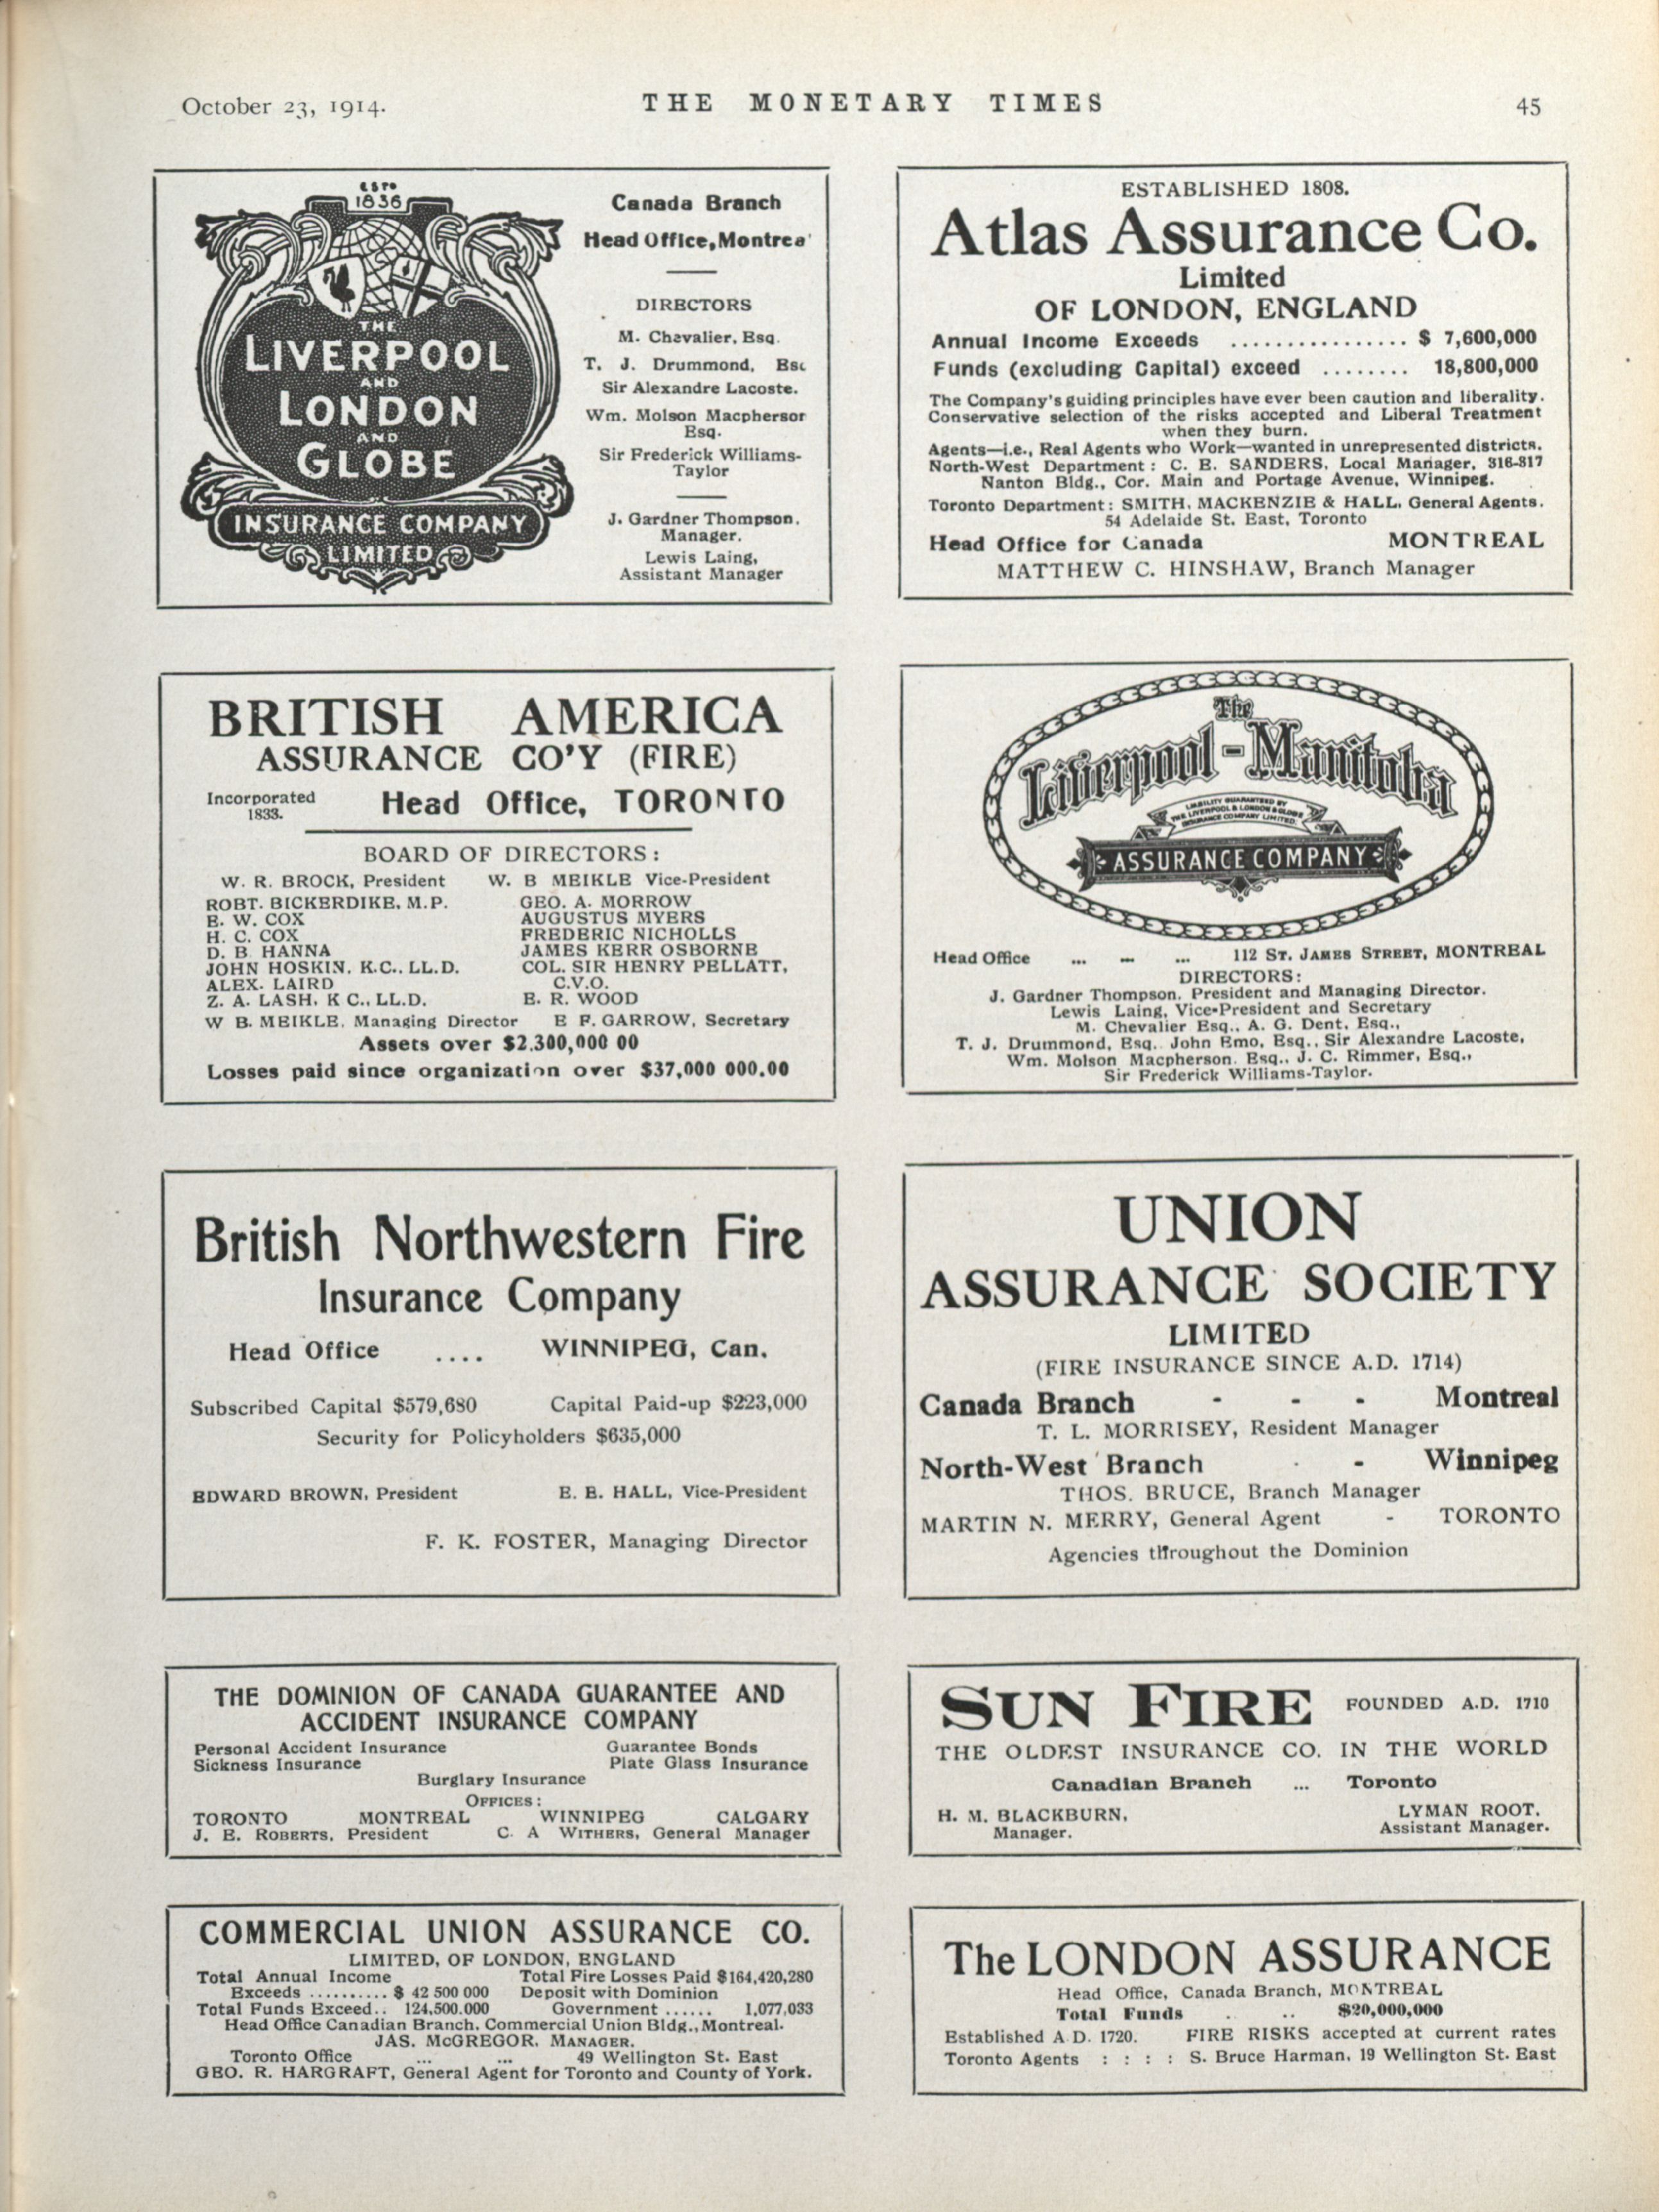 October 23, 1914.
THE MONETARY TIMES
45
ESTD
1836
THE
LIVERPOOL
AND
LONDON
AND
GLOBE
INSURANCE COMPANY
LIMITED
Canada Branch
Head Office, Montrea
DIRECTORS
M. Chevalier, Esq.
T. J. Drummond, Esq
Sir Alexandre Lacoste.
Wm. Molson Macpherson
Esq.
Sir Frederick Williams-
Taylor
J. Gardner Thompson,
Manager.
Lewis Laing,
Assistant Manager
ESTABLISHED 1808.
Atlas Assurance Co.
Limited
OF LONDON, ENGLAND
Annual Income Exceeds ................ $ 7,600,000
Funds (excluding Capital) exceed ........ 18,800,000
The Company's guiding principles have ever been caution and liberality.
Conservative selection of the risks accepted and Liberal Treatment
when they burn.
Agents—i.e., Real Agents who Work—wanted in unrepresented districts.
North-West Department: C. E. SANDERS, Local Manager, 316-317
Nanton Bldg., Cor. Main and Portage Avenue, Winnipeg.
Toronto Department: SMITH, MACKENZIE & HALL, General Agents.
54 Adelaide St. East, Toronto
Head Office for Canada MONTREAL
MATTHEW C. HINSHAW, Branch Manager
BRITISH AMERICA
ASSURANCE CO'Y (FIRE)
Incorporated
1833.
Head Office, TORONTO
BOARD OF DIRECTORS:
W. R. BROCK, President W. B MEIKLE Vice-President
ROBT. BICKERDIKE, M.P. GEO. A. MORROW
E. W. COX AUGUSTUS MYERS
H. C. COX FREDERIC NICHOLLS
D. B. HANNA JAMES KERR OSBORNE
JOHN HOSKIN, K.C., LL.D. COL. SIR HENRY PELLATT,
ALEX. LAIRD C.V.O.
Z. A. LASH, K C., LL.D. E. R. WOOD
W B. MEIKLE, Managing Director E F. GARROW, Secretary
Assets over $2,300,000 00
Losses paid since organization over $37,000 000.00
The
Liverpool-Manitoba
LIABILITY GUARANTEED BY
THE LIVERPOOL & LONDON & GLOBE
INSURANCE COMPANY LIMITED.
ASSURANCE COMPANY
Head Office ... ... ... 112 ST. JAMES STREET, MONTREAL
DIRECTORS:
J. Gardner Thompson, President and Managing Director.
Lewis Laing, Vice-President and Secretary
M. Chevalier Esq., A. G. Dent, Esq.,
T. J. Drummond, Esq. John Emo, Esq., Sir Alexandre Lacoste,
Wm. Molson Macpherson, Esq., J. C. Rimmer, Esq.,
Sir Frederick Williams-Taylor.
British Northwestern Fire
Insurance Company
Head Office .... WINNIPEG, Can.
Subscribed Capital $579,680 Capital Paid-up $223,000
Security for Policyholders $635,000
EDWARD BROWN, President E. E. HALL, Vice-President
F. K. FOSTER, Managing Director
UNION
ASSURANCE SOCIETY
LIMITED
(FIRE INSURANCE SINCE A.D. 1714)
Canada Branch - - - Montreal
T. L. MORRISEY, Resident Manager
North-West Branch - - Winnipeg
THOS. BRUCE, Branch Manager
MARTIN N. MERRY, General Agent - TORONTO
Agencies throughout the Dominion
THE DOMINION OF CANADA GUARANTEE AND
ACCIDENT INSURANCE COMPANY
Personal Accident Insurance Guarantee Bonds
Sickness Insurance Plate Glass Insurance
Burglary Insurance
OFFICES:
TORONTO MONTREAL WINNIPEG CALGARY
J. E. ROBERTS, President C. A WITHERS, General Manager
SUN FIRE FOUNDED A.D. 1710
THE OLDEST INSURANCE CO. IN THE WORLD
Canadian Branch ... Toronto
H. M. BLACKBURN, LYMAN ROOT,
Manager. Assistant Manager.
COMMERCIAL UNION ASSURANCE CO.
LIMITED, OF LONDON, ENGLAND
Total Annual Income Total Fire Losses Paid $164,420,280
Exceeds .......... $ 42 500 000 Deposit with Dominion
Total Funds Exceed.. 124,500.000 Government ...... 1,077,033
Head Office Canadian Branch, Commercial Union Bldg., Montreal.
JAS. McGREGOR, MANAGER.
Toronto Office ... ... 49 Wellington St. East
GEO. R. HARGRAFT, General Agent for Toronto and County of York.
The LONDON ASSURANCE
Head Office, Canada Branch, MONTREAL
Total Funds . .. $20,000,000
Established A.D. 1720. FIRE RISKS accepted at current rates
Toronto Agents : : : : S. Bruce Harman, 19 Wellington St. East